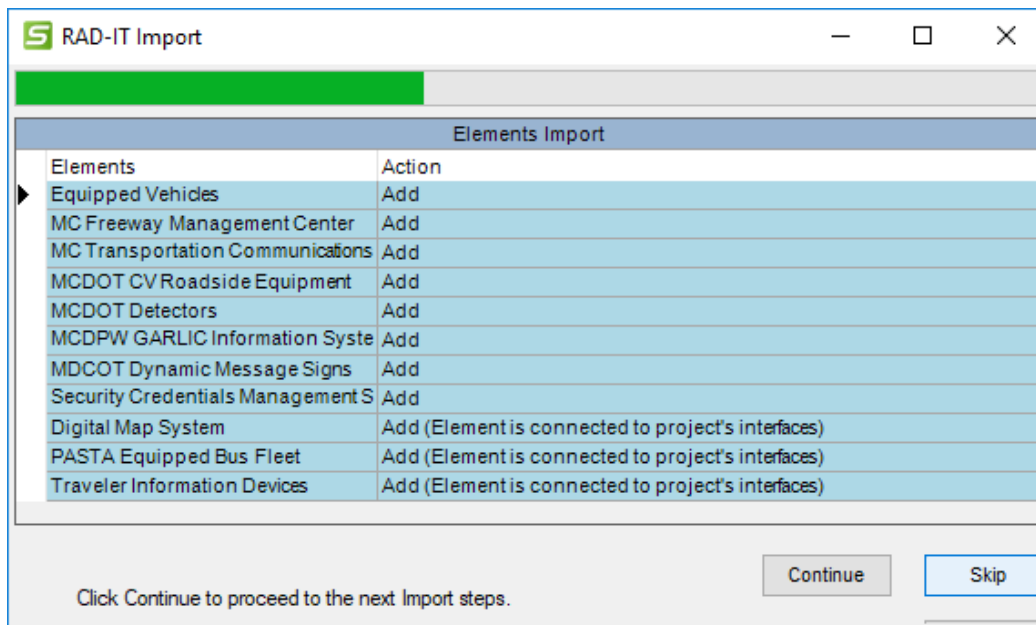 RAD-IT Import
Elements Import
Elements Action
Equipped Vehicles Add
MC Freeway Management Center Add
MC Transportation Communications Add
MCDOT CV Roadside Equipment Add
MCDOT Detectors Add
MCDPW GARLIC Information Syste Add
MDCOT Dynamic Message Signs Add
Security Credentials Management S Add
Digital Map System Add (Element is connected to project's interfaces)
PASTA Equipped Bus Fleet Add (Element is connected to project's interfaces)
Traveler Information Devices Add (Element is connected to project's interfaces)
Continue Skip
Click Continue to proceed to the next Import steps.